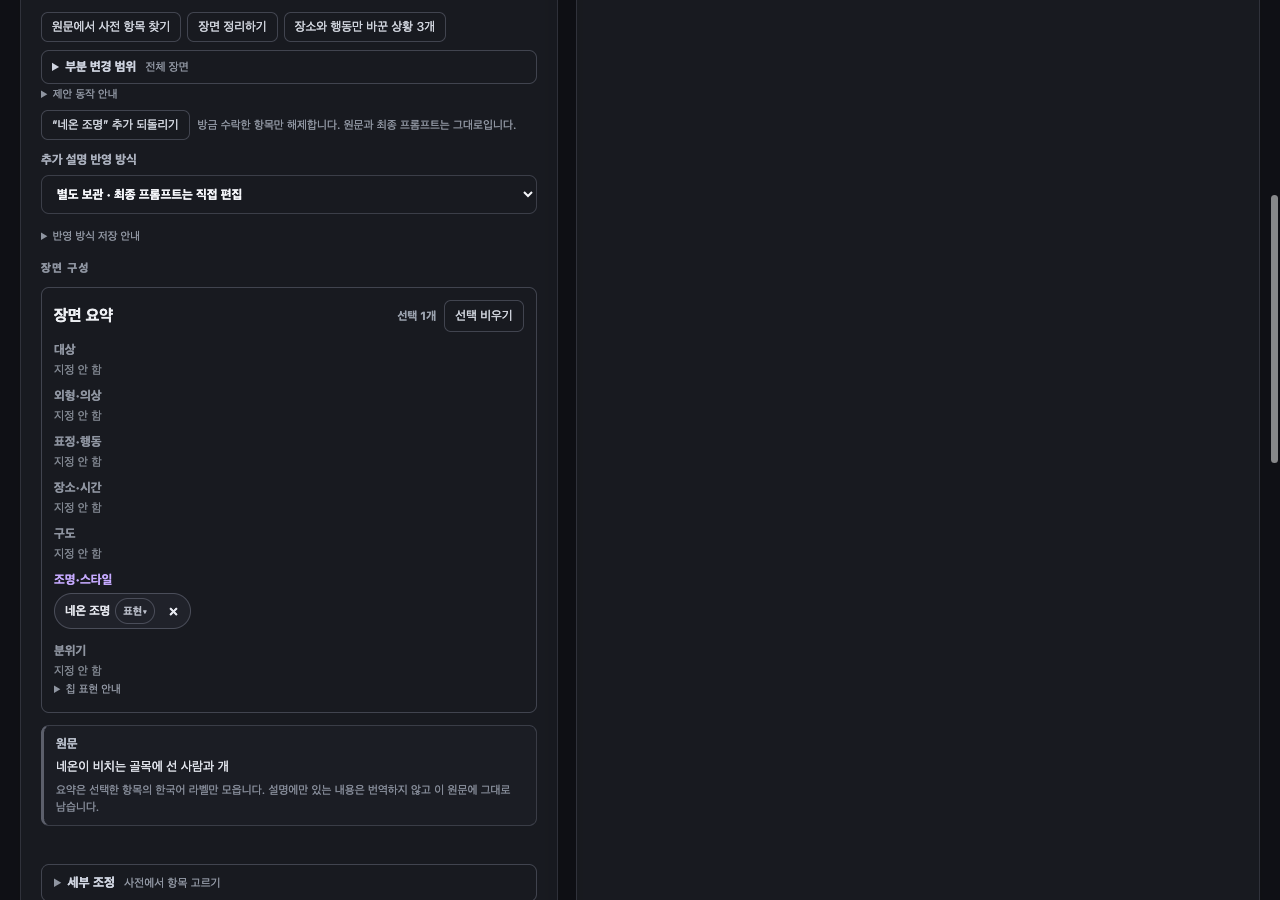 원문에서 사전 항목 찾기 장면 정리하기 장소와 행동만 바꾼 상황 3개
▶ 부분 변경 범위 전체 장면
▶ 제안 동작 안내
“네온 조명” 추가 되돌리기 방금 수락한 항목만 해제합니다. 원문과 최종 프롬프트는 그대로입니다.
추가 설명 반영 방식
별도 보관 · 최종 프롬프트는 직접 편집
▶ 반영 방식 저장 안내
장면 구성
장면 요약 선택 1개 선택 비우기
대상
지정 안 함
외형·의상
지정 안 함
표정·행동
지정 안 함
장소·시간
지정 안 함
구도
지정 안 함
조명·스타일
네온 조명 표현▾ ×
분위기
지정 안 함
▶ 칩 표현 안내
원문
네온이 비치는 골목에 선 사람과 개
요약은 선택한 항목의 한국어 라벨만 모읍니다. 설명에만 있는 내용은 번역하지 않고 이 원문에 그대로
남습니다.
▶ 세부 조정 사전에서 항목 고르기